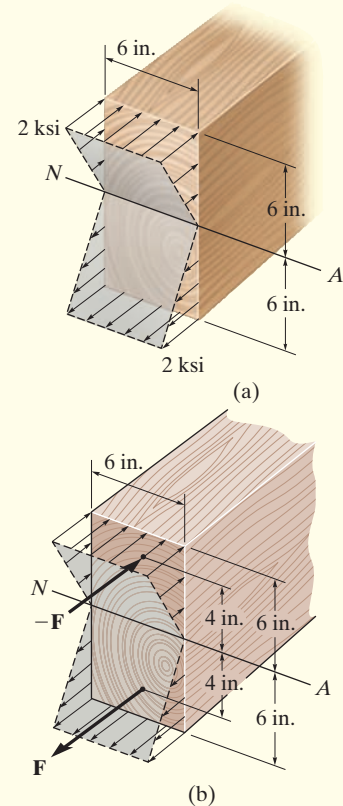 6 in.
2 ksi
N
6 in.
A
6 in.
2 ksi
(a)
6 in.
N
−F
4 in.
6 in.
A
4 in.
6 in.
F
(b)